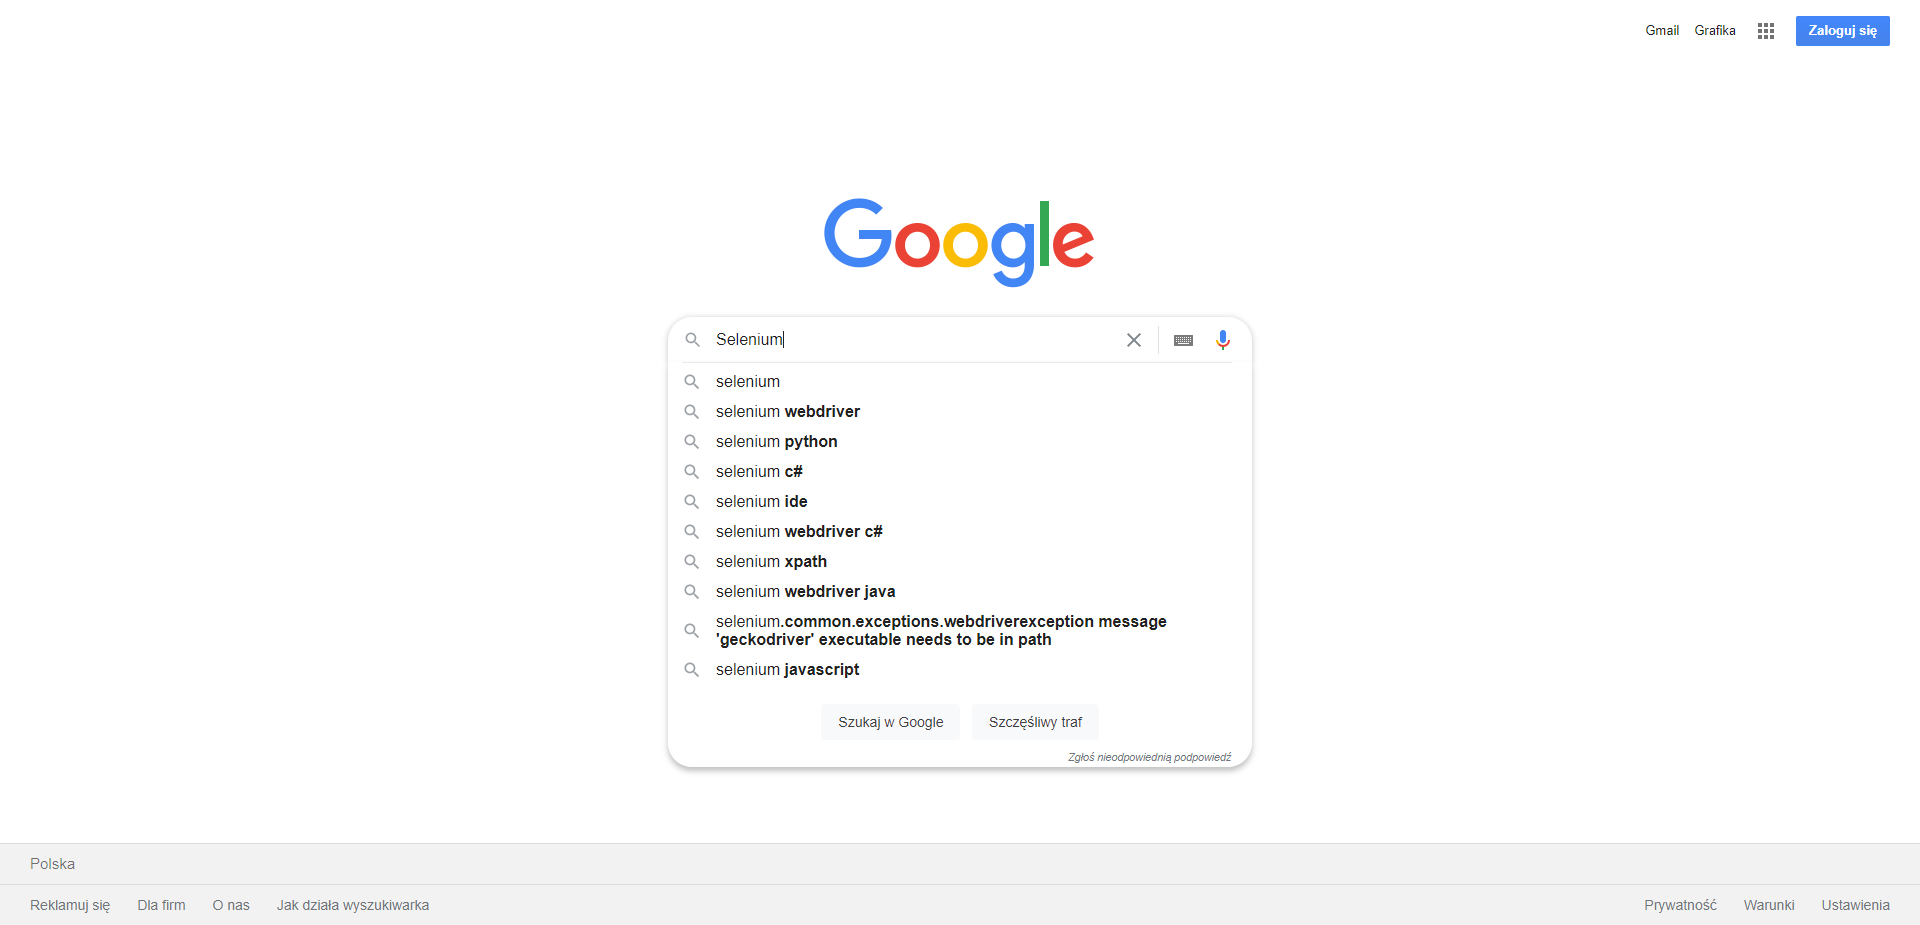 Gmail Grafika Zaloguj się
Google
Selenium
selenium
selenium webdriver
selenium python
selenium c#
selenium ide
selenium webdriver c#
selenium xpath
selenium webdriver java
selenium.common.exceptions.webdriverexception message
'geckodriver' executable needs to be in path
selenium javascript
Szukaj w Google Szczęśliwy traf
Zgłoś nieodpowiednią podpowiedź
Polska
Reklamuj się Dla firm O nas Jak działa wyszukiwarka Prywatność Warunki Ustawienia